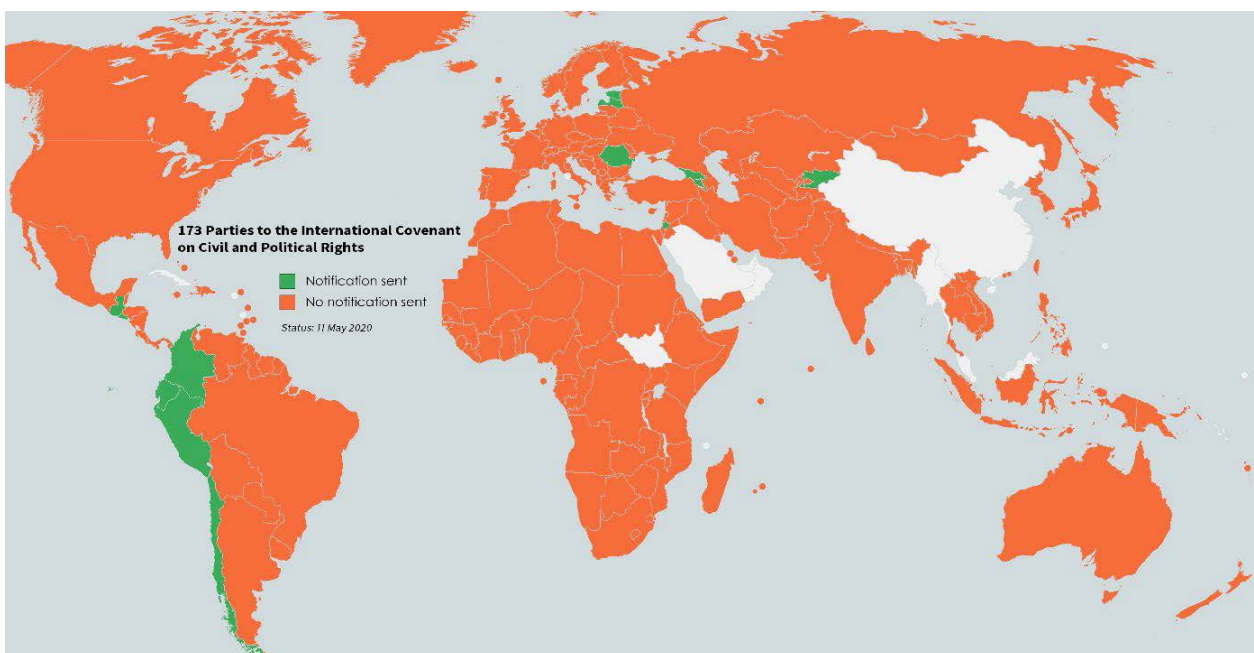 173 Parties to the International Covenant
on Civil and Political Rights
Notification sent
No notification sent
Status: 11 May 2020